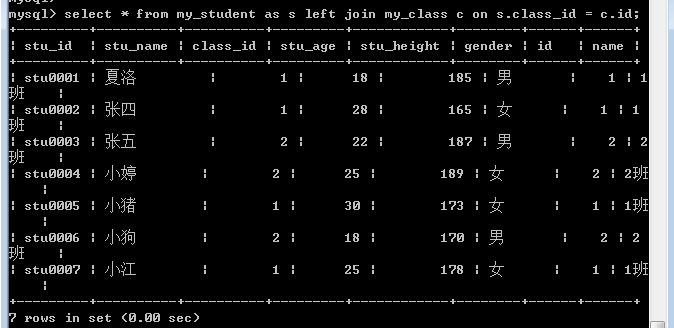 mysql>
mysql> select * from my_student as s left join my_class c on s.class_id = c.id;
+---------+----------+----------+---------+------------+--------+------+------+
| stu_id | stu_name | class_id | stu_age | stu_height | gender | id | name |
+---------+----------+----------+---------+------------+--------+------+------+
| stu0001 | 夏洛 | 1 | 18 | 185 | 男 | 1 | 1
班 |
| stu0002 | 张四 | 1 | 28 | 165 | 女 | 1 | 1
班 |
| stu0003 | 张五 | 2 | 22 | 187 | 男 | 2 | 2
班 |
| stu0004 | 小婷 | 2 | 25 | 189 | 女 | 2 | 2班
|
| stu0005 | 小猪 | 1 | 30 | 173 | 女 | 1 | 1班
|
| stu0006 | 小狗 | 2 | 18 | 170 | 男 | 2 | 2
班 |
| stu0007 | 小江 | 1 | 25 | 178 | 女 | 1 | 1班
|
+---------+----------+----------+---------+------------+--------+------+------+
7 rows in set (0.00 sec)